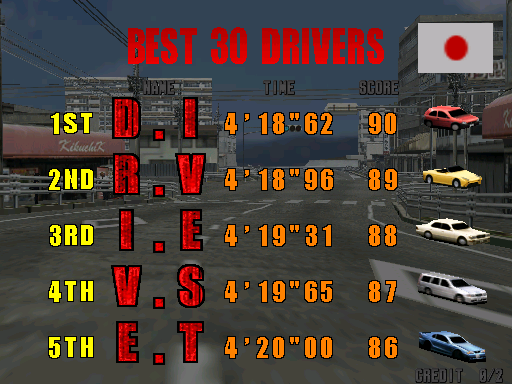 BEST 30 DRIVERS
NAME TIME SCORE
1ST D.I 4'18"62 90
KikuchiK
2ND R.V 4'18"96 89
3RD I.E 4'19"31 88
4TH V.S 4'19"65 87
5TH E.T 4'20"00 86
CREDIT 0/2